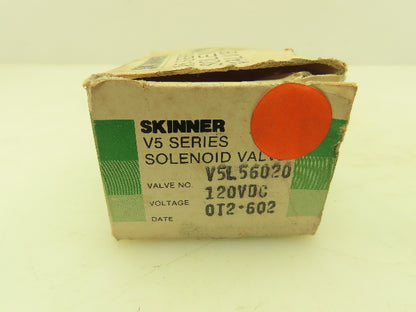 SKINNER
V5 SERIES
SOLENOID VALV
V5L56020
VALVE NO.
120VDC
VOLTAGE
OT2-602
DATE